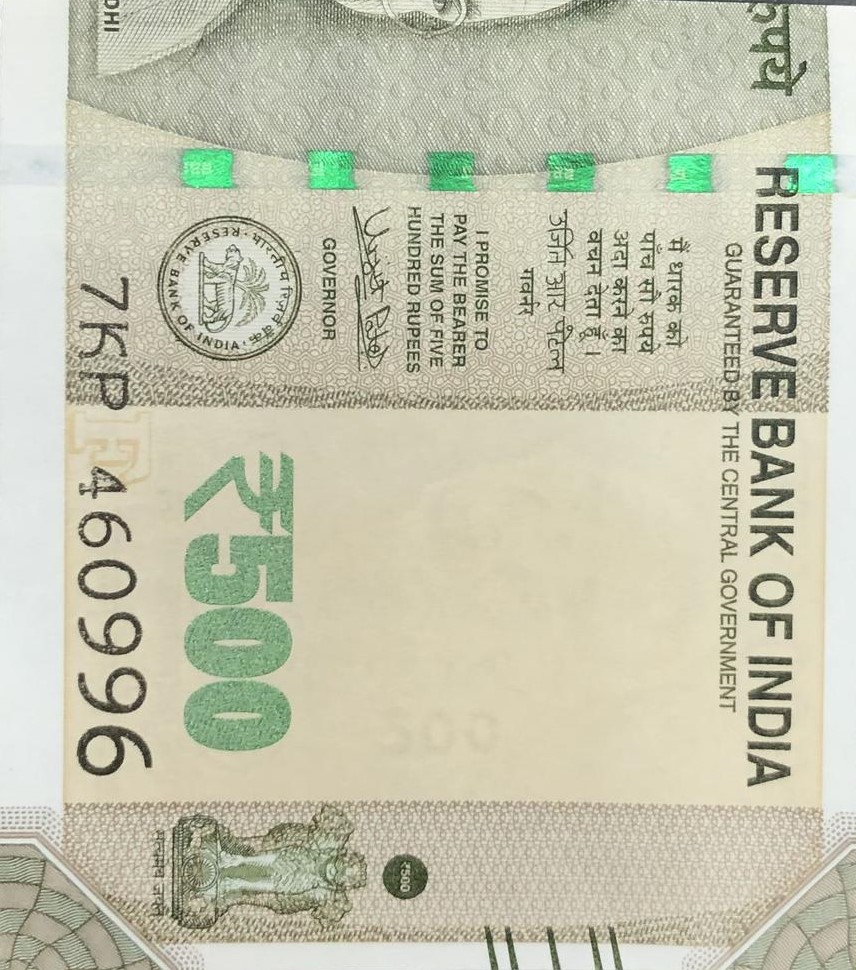 रुपये
RESERVE BANK OF INDIA
GUARANTEED BY THE CENTRAL GOVERNMENT
मैं धारक को
पाँच सौ रुपये
अदा करने का
वचन देता हूँ ।
उर्जित आर पटेल
गवर्नर
I PROMISE TO
PAY THE BEARER
THE SUM OF FIVE
HUNDRED RUPEES
Urjit Patel
GOVERNOR
भारतीय रिज़र्व बैंक
RESERVE BANK OF INDIA
₹500
500
₹500
7KP 460996
E
सत्यमेव जयते
DHI